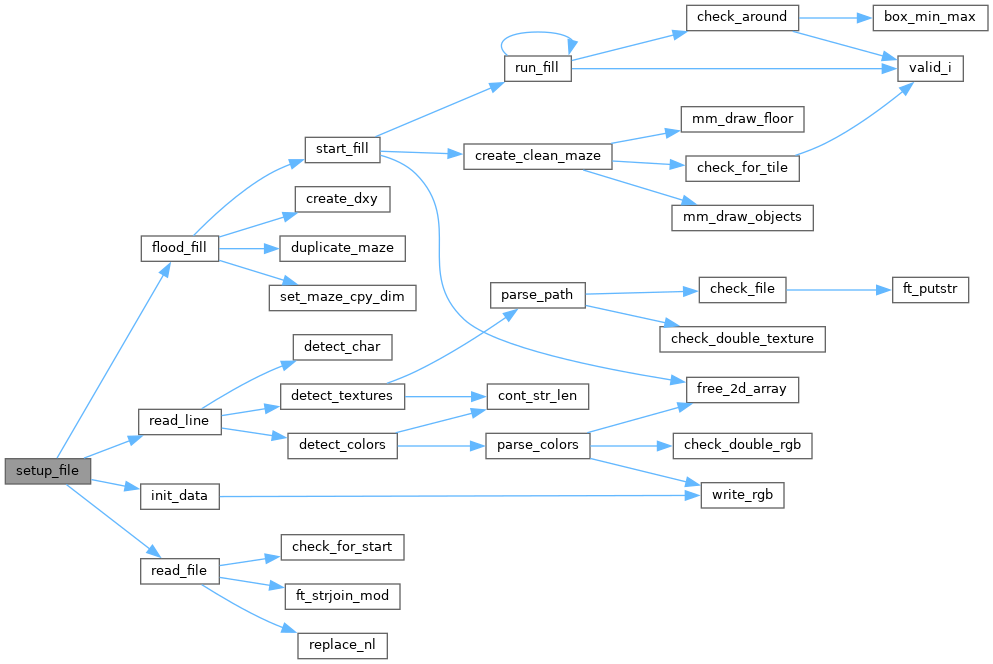 check_around
box_min_max
run_fill
valid_i
mm_draw_floor
start_fill
create_clean_maze
check_for_tile
create_dxy
mm_draw_objects
flood_fill
duplicate_maze
set_maze_cpy_dim
parse_path
check_file
ft_putstr
check_double_texture
detect_char
detect_textures
cont_str_len
free_2d_array
read_line
detect_colors
parse_colors
check_double_rgb
setup_file
init_data
write_rgb
check_for_start
read_file
ft_strjoin_mod
replace_nl